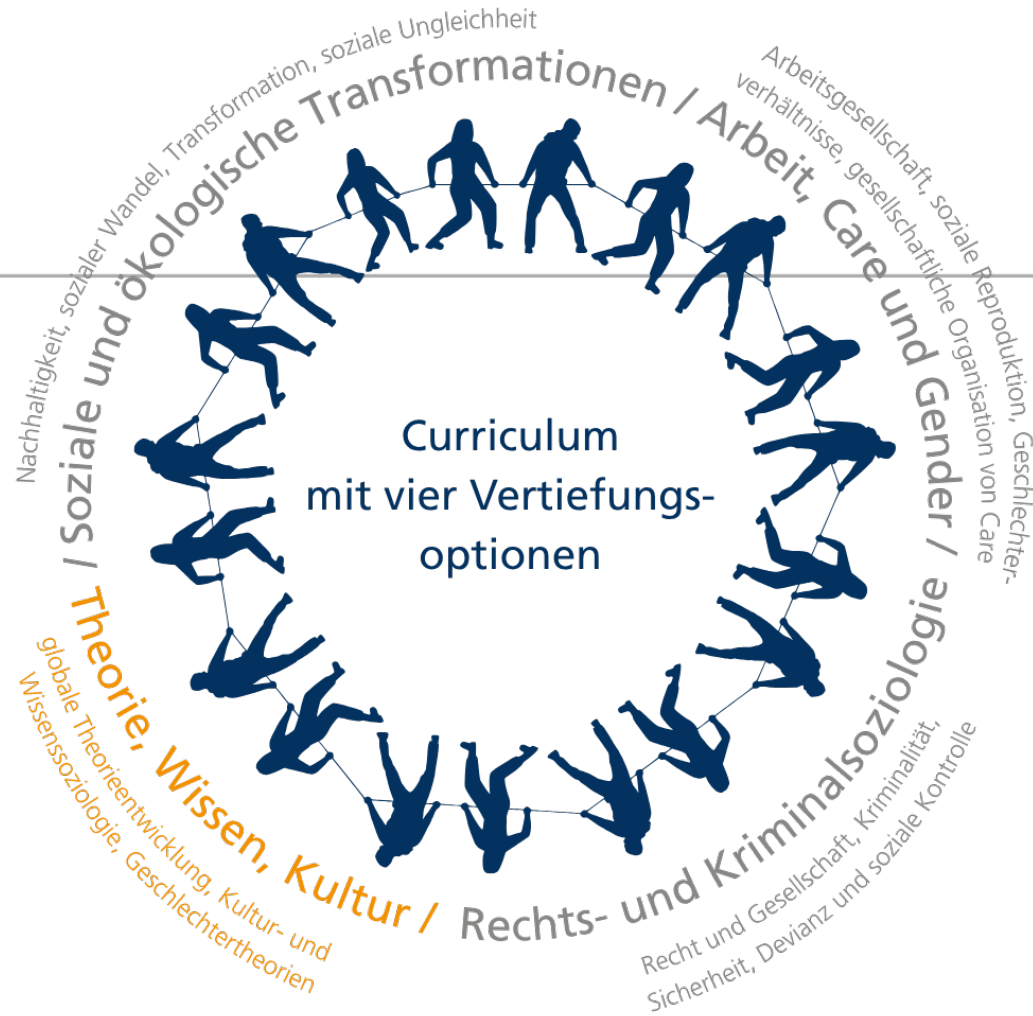 Nachhaltigkeit, sozialer Wandel, Transformation, soziale Ungleichheit
/ Soziale und ökologische Transformationen / Arbeit, Care und Gender /
Arbeitsgesellschaft, soziale Reproduktion, Geschlechter-
verhältnisse, gesellschaftliche Organisation von Care
Curriculum
mit vier Vertiefungs-
optionen
Theorie, Wissen, Kultur /
globale Theorieentwicklung, Kultur- und
Wissenssoziologie, Geschlechtertheorien
Rechts- und Kriminalsoziologie
Recht und Gesellschaft, Kriminalität,
Sicherheit, Devianz und soziale Kontrolle